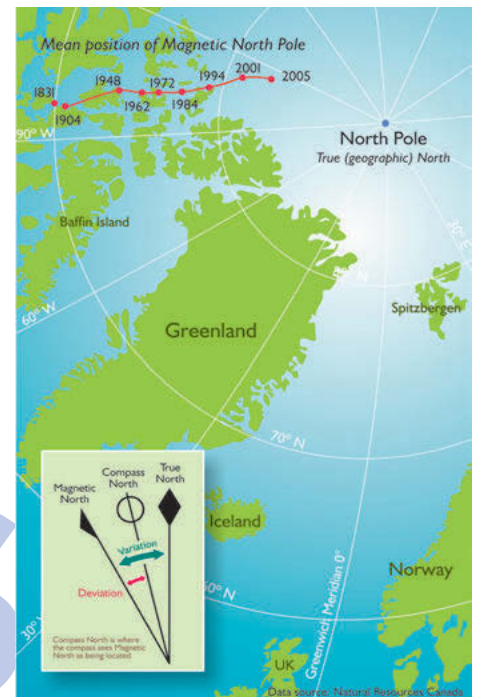 Mean position of Magnetic North Pole
1831
1904
1948
1962
1972
1984
1994
2001
2005
90° W
North Pole
True (geographic) North
Baffin Island
30° E
80° N
60° W
Spitzbergen
Greenland
70° N
Magnetic
North
Compass
North
True
North
Variation
Deviation
Compass North is where
the compass sees Magnetic
North as being located
Iceland
Norway
60° N
Greenwich Meridian 0°
30° W
UK
Data source: Natural Resources Canada